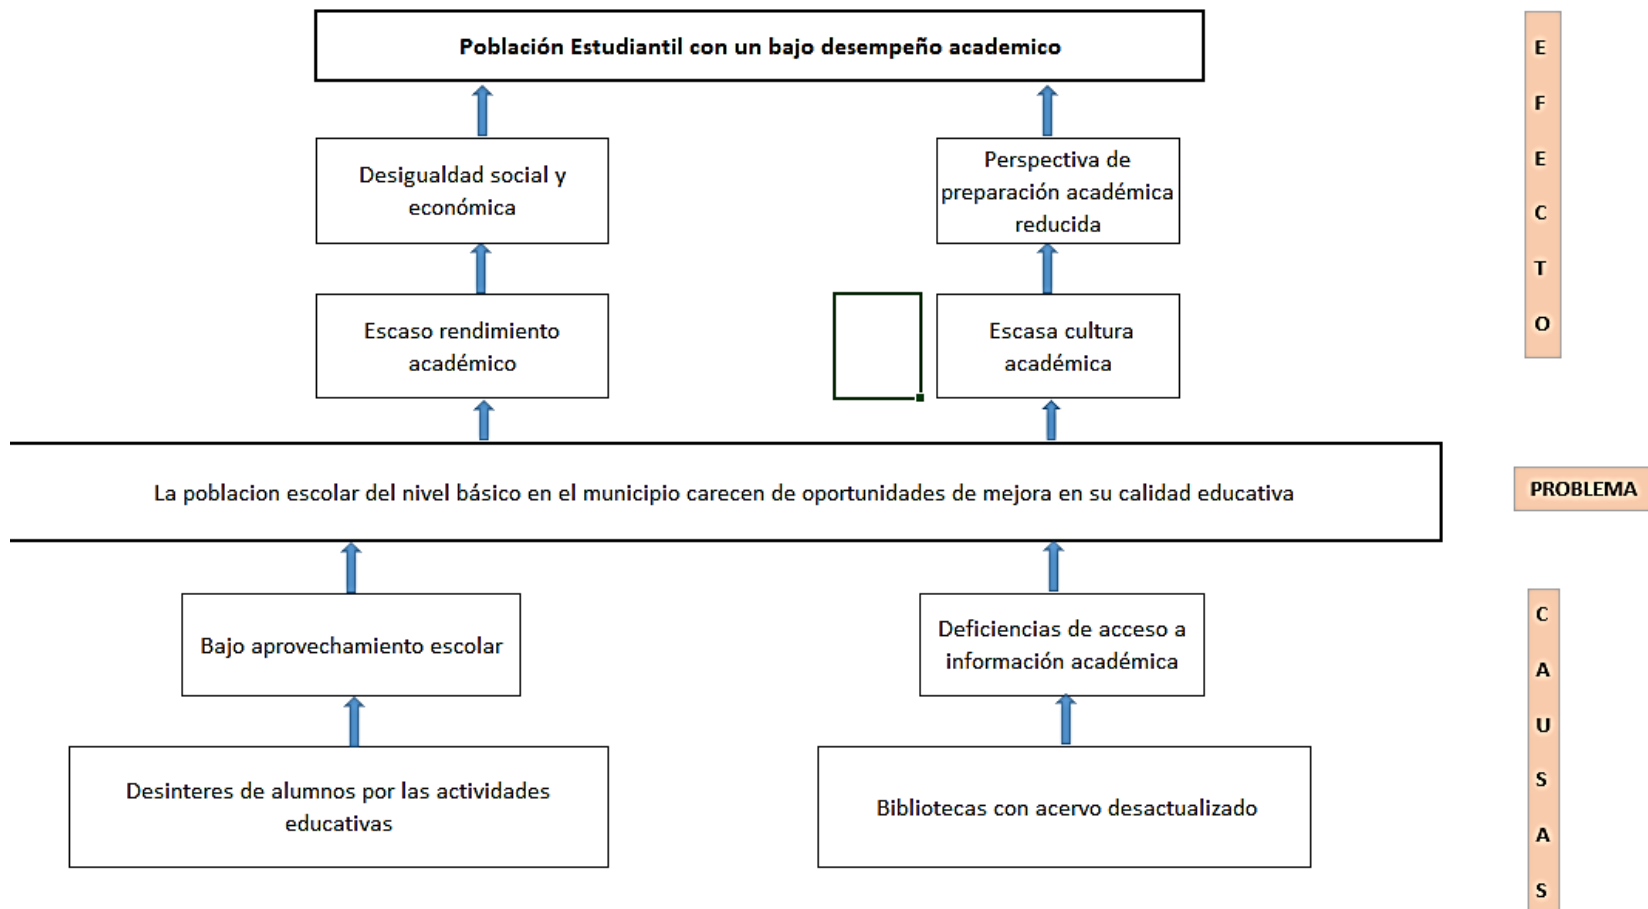 Población Estudiantil con un bajo desempeño academico
Desigualdad social y
económica
Perspectiva de
preparación académica
reducida
Escaso rendimiento
académico
Escasa cultura
académica
E
F
E
C
T
O
La poblacion escolar del nivel básico en el municipio carecen de oportunidades de mejora en su calidad educativa
PROBLEMA
Bajo aprovechamiento escolar
Deficiencias de acceso a
información académica
Desinteres de alumnos por las actividades
educativas
Bibliotecas con acervo desactualizado
C
A
U
S
A
S